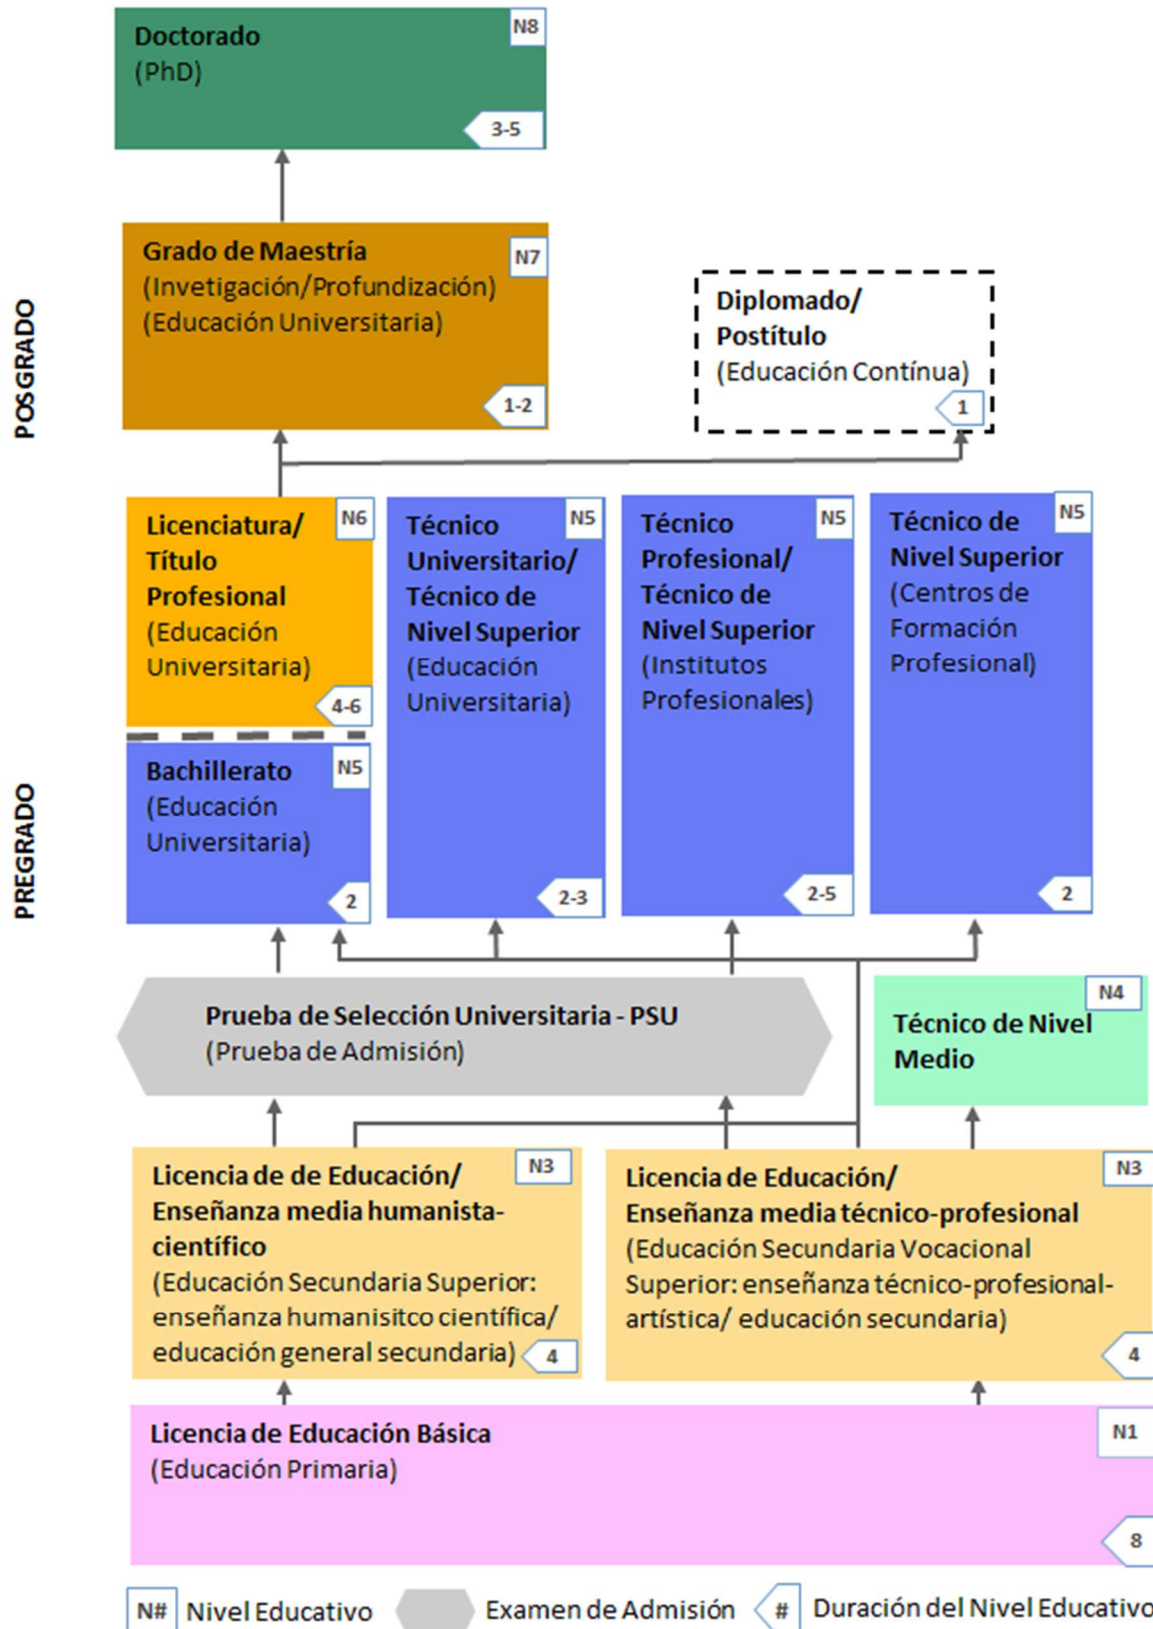 Doctorado
(PhD)
N8
3-5
Grado de Maestría
(Invetigación/Profundización)
(Educación Universitaria)
N7
1-2
Diplomado/
Postítulo
(Educación Contínua)
1
POSGRADO
Licenciatura/
Título
Profesional
(Educación
Universitaria)
N6
4-6
Técnico
Universitario/
Técnico de
Nivel Superior
(Educación
Universitaria)
N5
2-3
Técnico
Profesional/
Técnico de
Nivel Superior
(Institutos
Profesionales)
N5
2-5
Técnico de
Nivel Superior
(Centros de
Formación
Profesional)
N5
2
Bachillerato
(Educación
Universitaria)
N5
2
PREGRADO
Prueba de Selección Universitaria - PSU
(Prueba de Admisión)
Técnico de Nivel
Medio
N4
Licencia de de Educación/
Enseñanza media humanista-
científico
(Educación Secundaria Superior:
enseñanza humanisitco científica/
educación general secundaria)
N3
4
Licencia de Educación/
Enseñanza media técnico-profesional
(Educación Secundaria Vocacional
Superior: enseñanza técnico-profesional-
artística/ educación secundaria)
N3
4
Licencia de Educación Básica
(Educación Primaria)
N1
8
N# Nivel Educativo
Examen de Admisión
# Duración del Nivel Educativo